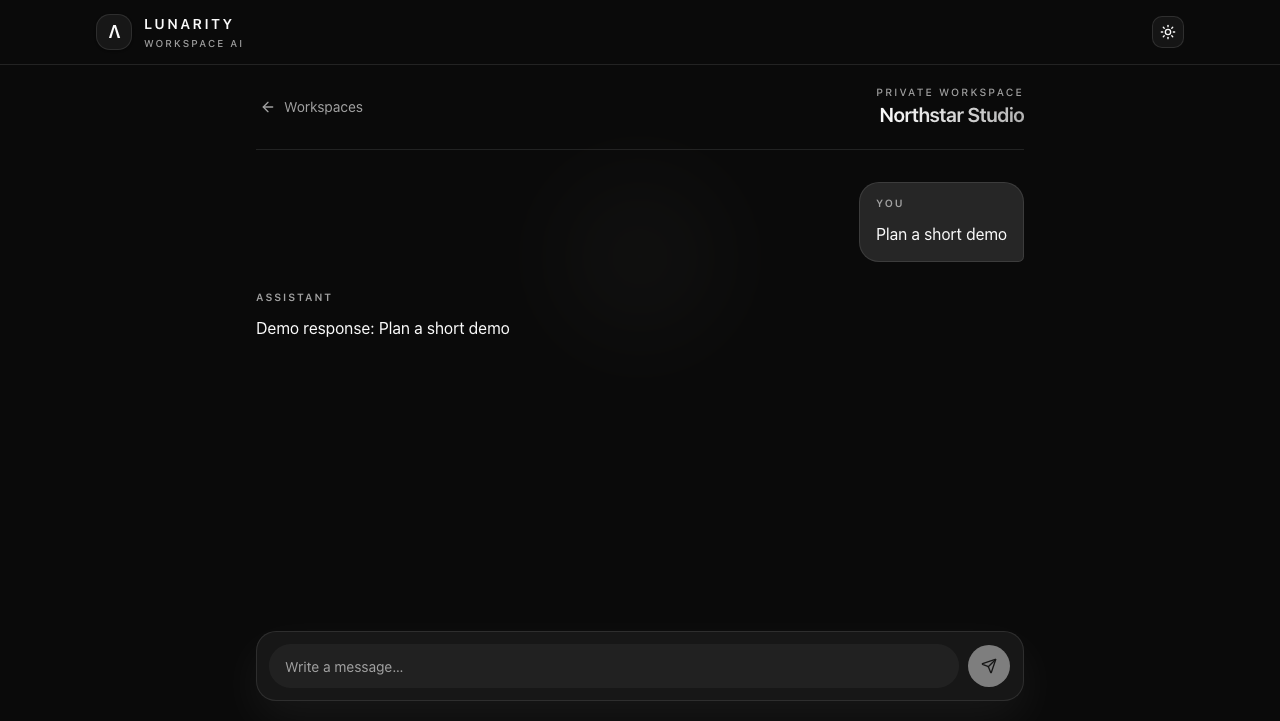 Λ
LUNARITY
WORKSPACE AI
Workspaces
PRIVATE WORKSPACE
Northstar Studio
YOU
Plan a short demo
ASSISTANT
Demo response: Plan a short demo
Write a message...